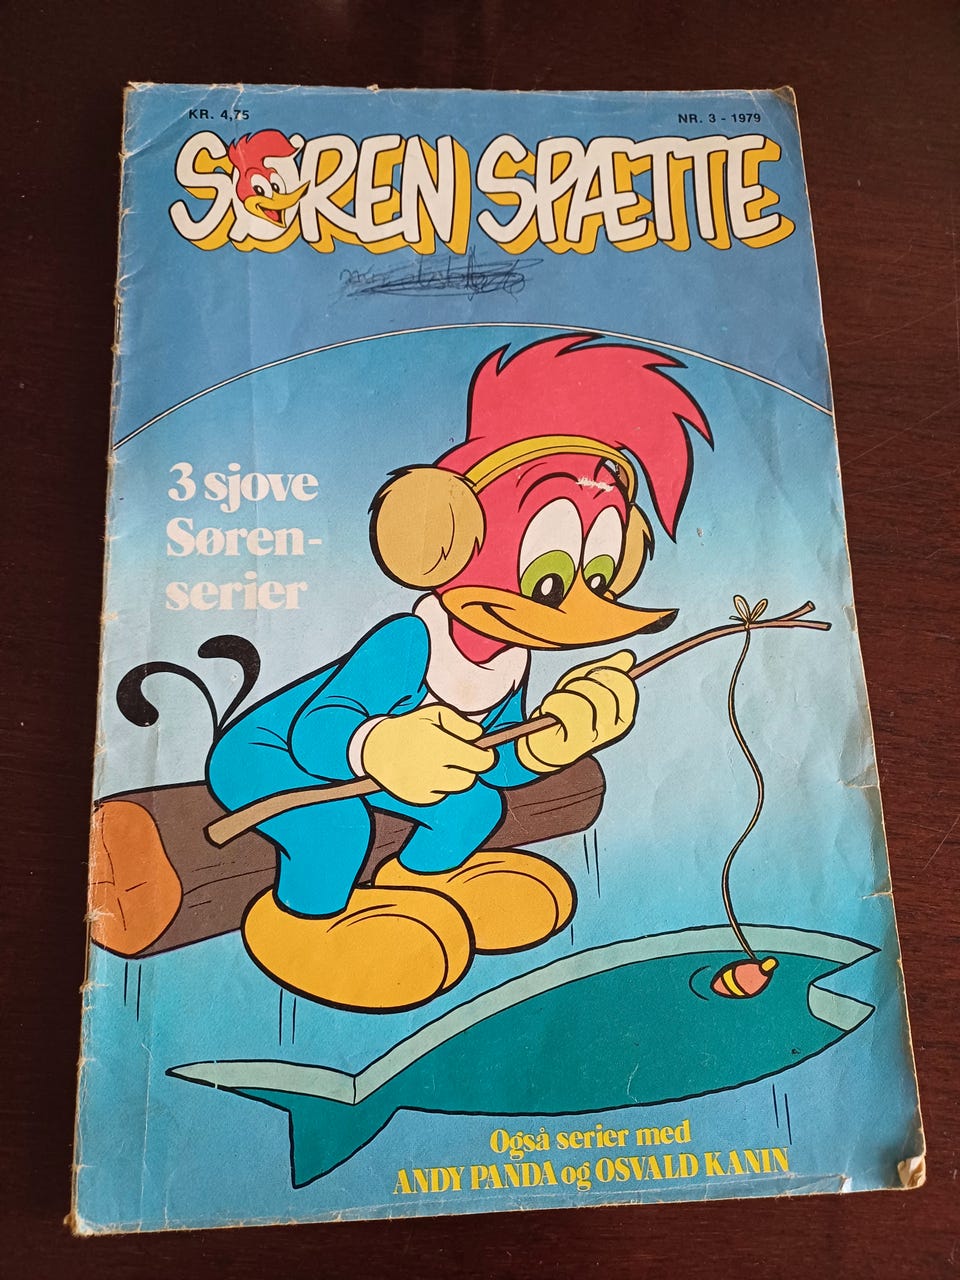 KR. 4,75
NR. 3 - 1979
SØREN SPÆTTE
3 sjove
Søren-
serier
Også serier med
ANDY PANDA og OSVALD KANIN